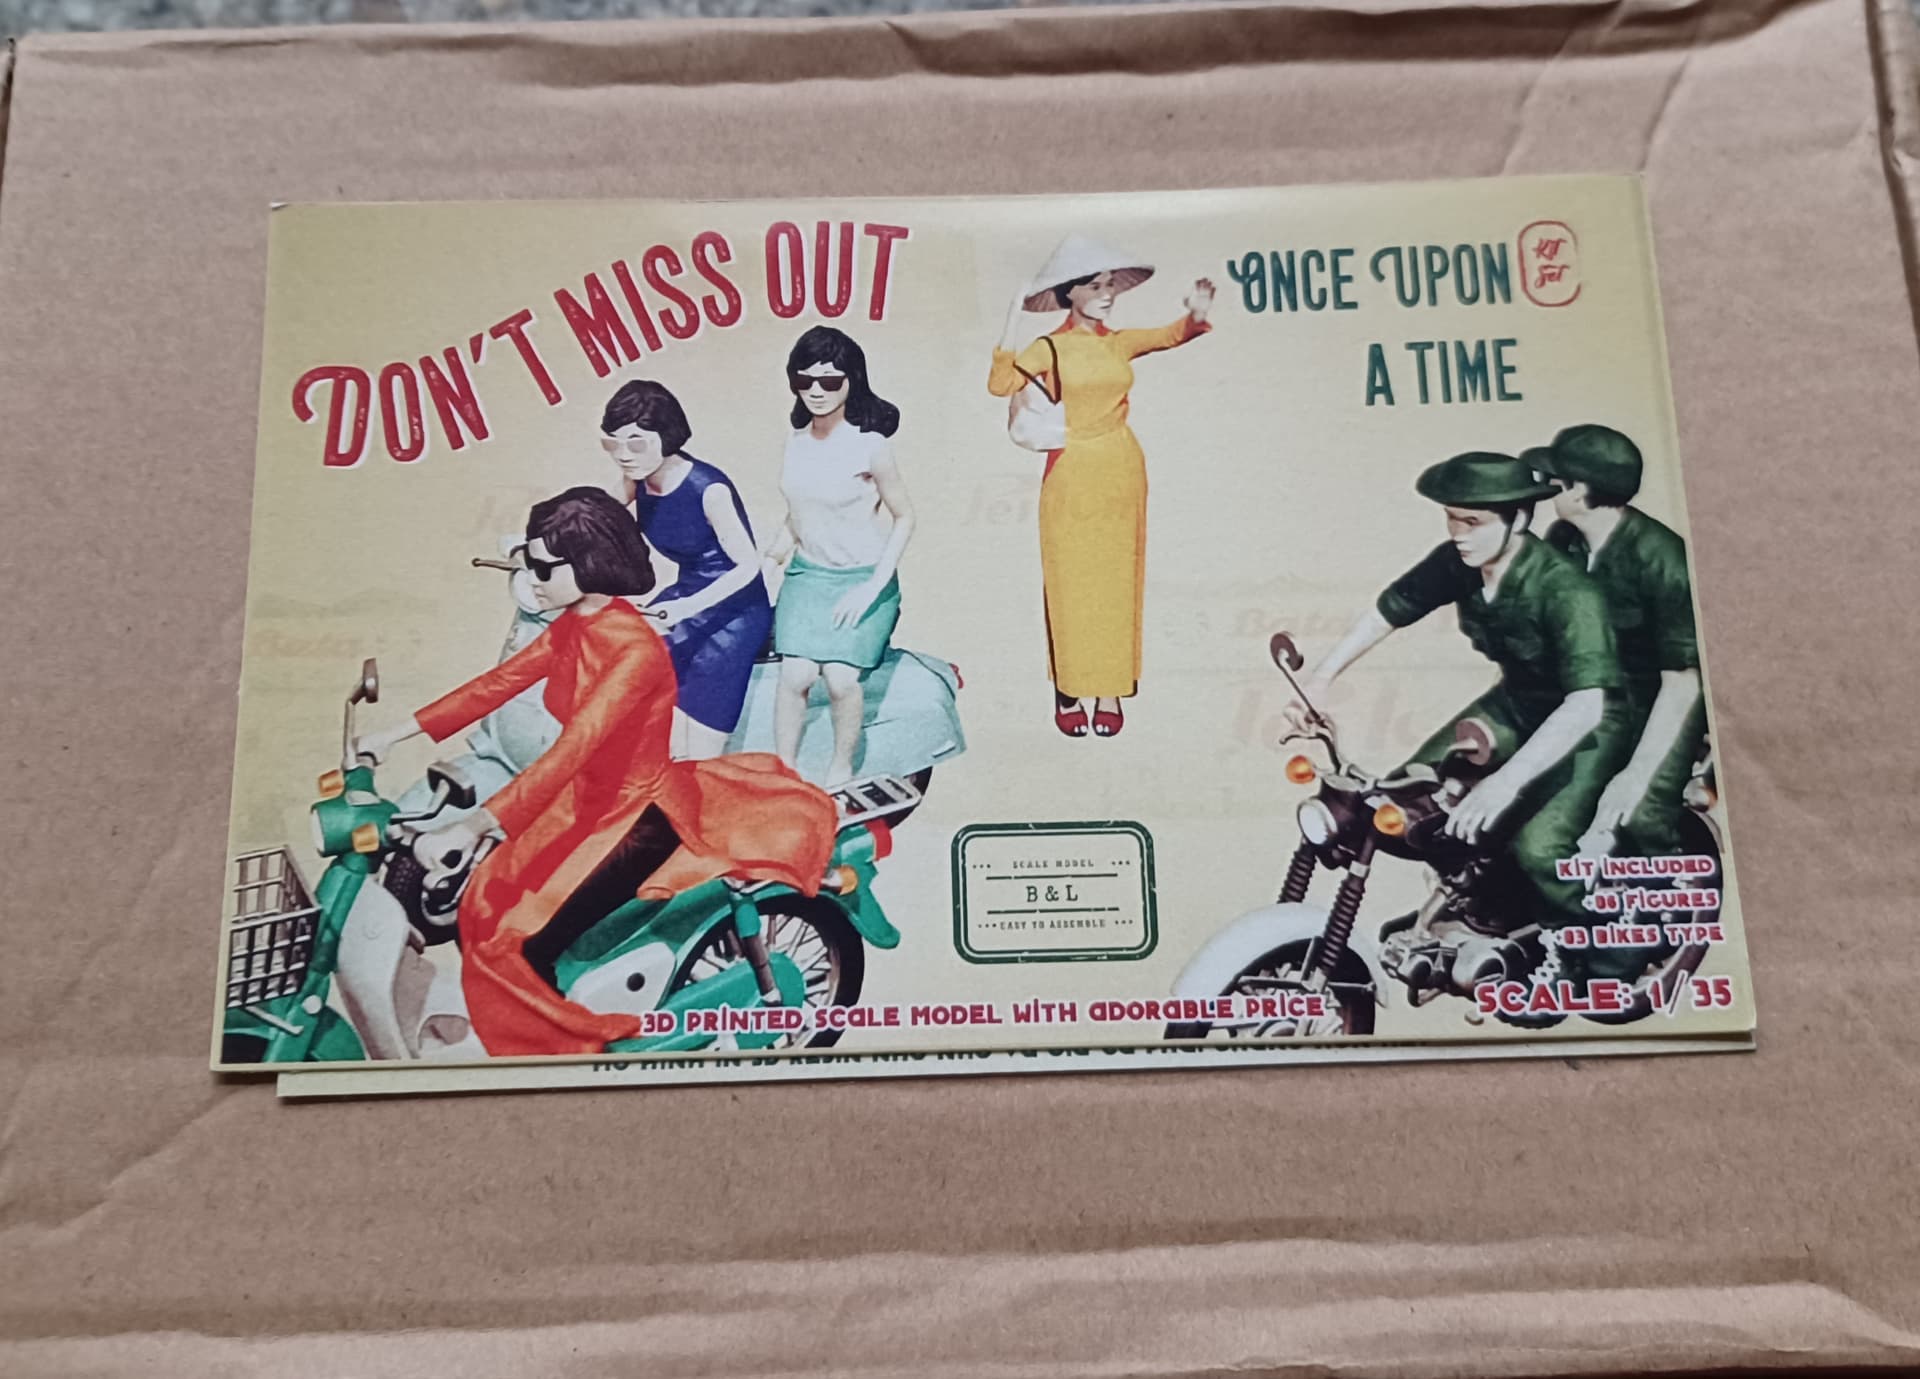 DON'T MISS OUT
ONCE UPON
A TIME
Kit
Set
SCALE MODEL
B & L
EASY TO ASSEMBLE
KIT INCLUDED
+06 FIGURES
+03 BIKES TYPE
SCALE: 1/35
3D PRINTED SCALE MODEL WITH ADORABLE PRICE